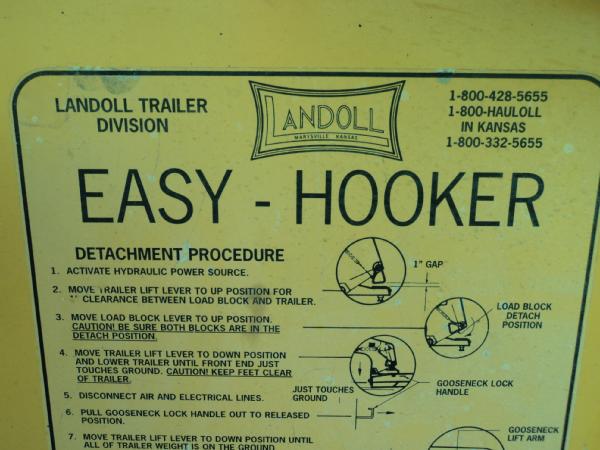 LANDOLL TRAILER
DIVISION
LANDOLL
MARYSVILLE KANSAS
1-800-428-5655
1-800-HAULOLL
IN KANSAS
1-800-332-5655
EASY - HOOKER
DETACHMENT PROCEDURE
1. ACTIVATE HYDRAULIC POWER SOURCE.
2. MOVE TRAILER LIFT LEVER TO UP POSITION FOR
CLEARANCE BETWEEN LOAD BLOCK AND TRAILER.
1" GAP
3. MOVE LOAD BLOCK LEVER TO UP POSITION.
CAUTION! BE SURE BOTH BLOCKS ARE IN THE
DETACH POSITION.
LOAD BLOCK
DETACH
POSITION
4. MOVE TRAILER LIFT LEVER TO DOWN POSITION
AND LOWER TRAILER UNTIL FRONT END JUST
TOUCHES GROUND. CAUTION! KEEP FEET CLEAR
OF TRAILER.
JUST TOUCHES
GROUND
GOOSENECK LOCK
HANDLE
5. DISCONNECT AIR AND ELECTRICAL LINES.
6. PULL GOOSENECK LOCK HANDLE OUT TO RELEASED
POSITION.
7. MOVE TRAILER LIFT LEVER TO DOWN POSITION UNTIL
ALL OF TRAILER WEIGHT IS ON THE GROUND.
GOOSENECK
LIFT ARM